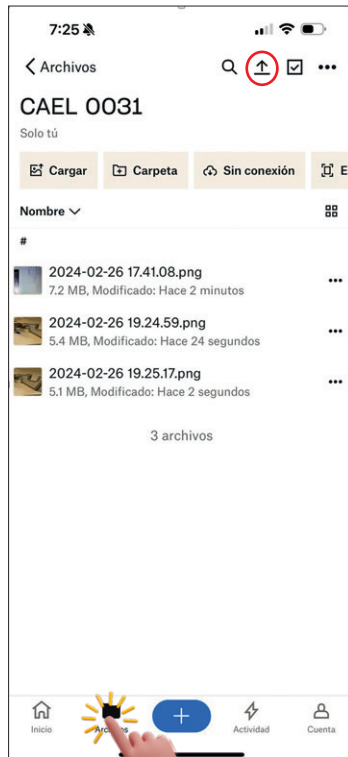 7:25
Archivos
CAEL 0031
Solo tú
Cargar Carpeta Sin conexión E
Nombre
#
2024-02-26 17.41.08.png
7.2 MB, Modificado: Hace 2 minutos
2024-02-26 19.24.59.png
5.4 MB, Modificado: Hace 24 segundos
2024-02-26 19.25.17.png
5.1 MB, Modificado: Hace 2 segundos
3 archivos
Inicio Actividad Cuenta